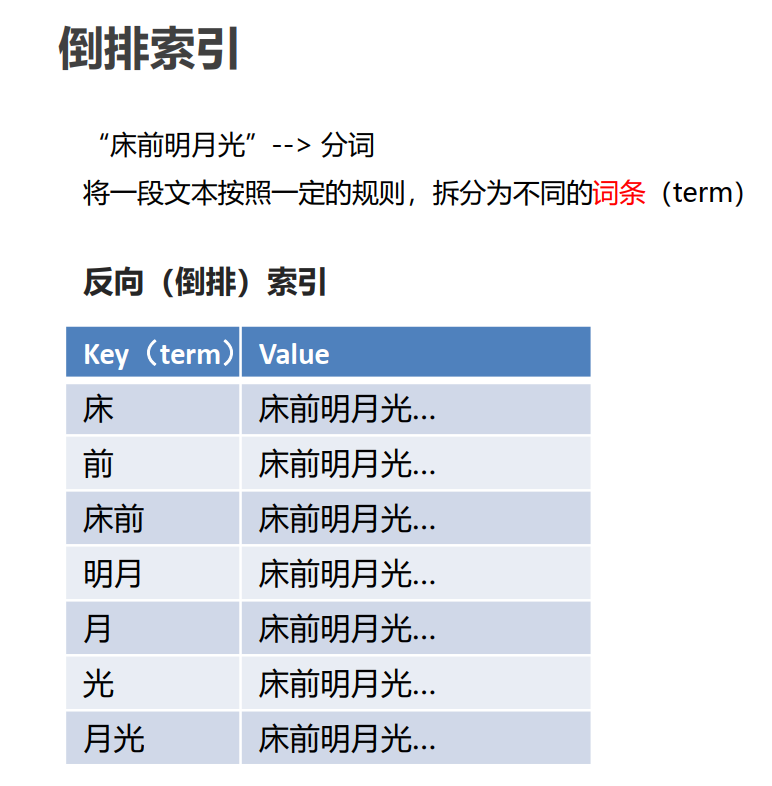 倒排索引
“床前明月光”--> 分词
将一段文本按照一定的规则，拆分为不同的词条（term）
反向（倒排）索引
Key（term） Value
床 床前明月光...
前 床前明月光...
床前 床前明月光...
明月 床前明月光...
月 床前明月光...
光 床前明月光...
月光 床前明月光...